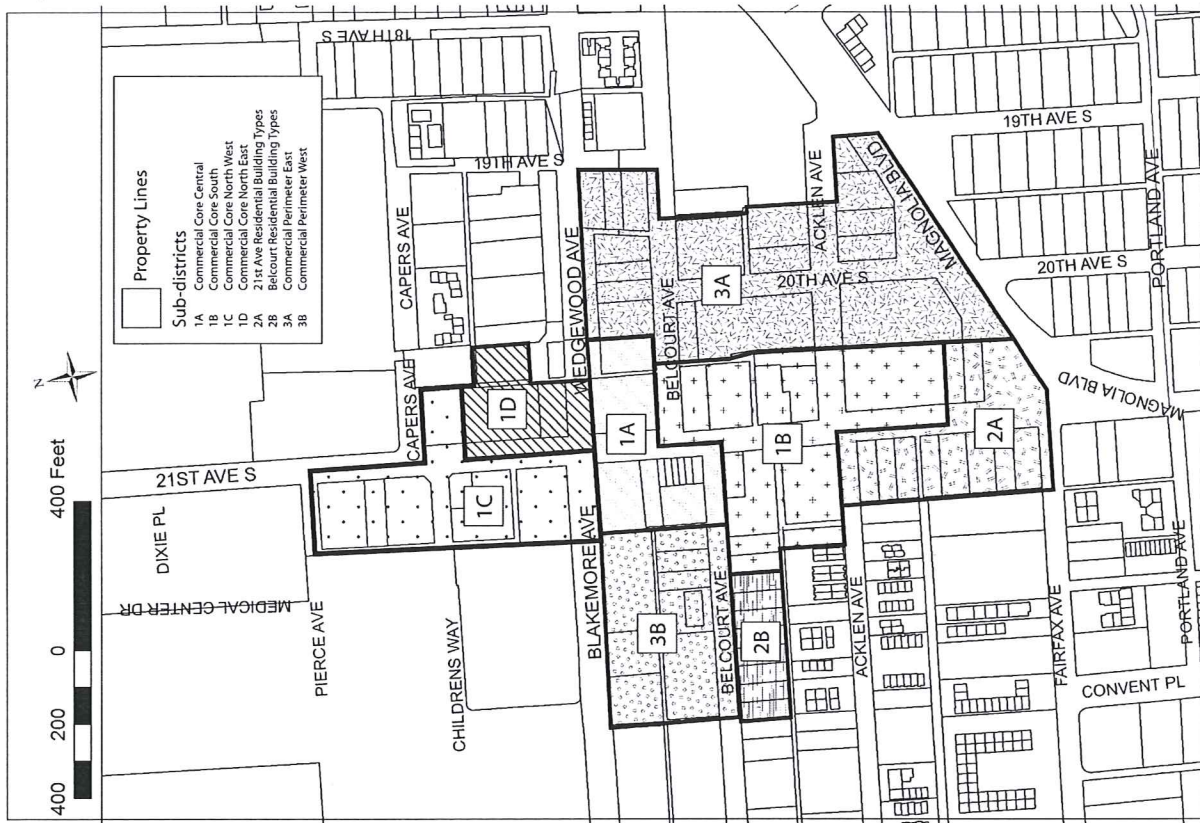 Property Lines
Sub-districts
1A Commercial Core Central
1B Commercial Core South
1C Commercial Core North West
1D Commercial Core North East
2A 21st Ave Residential Building Types
2B Belcourt Residential Building Types
3A Commercial Perimeter East
3B Commercial Perimeter West
N
400 200 0 400 Feet
18TH AVE S
CAPERS AVE
19TH AVE S
CAPERS AVE
21ST AVE S
DIXIE PL
MEDICAL CENTER DR
PIERCE AVE
CHILDRENS WAY
1C
1D
WEDGEWOOD AVE
BLAKEMORE AVE
1A
3B
BELCOURT AVE
BELCOURT AVE
2B
1B
3A
20TH AVE S
ACKLEN AVE
MAGNOLIA BLVD
19TH AVE S
2A
ACKLEN AVE
20TH AVE S
MAGNOLIA BLVD
PORTLAND AVE
FAIRFAX AVE
CONVENT PL
PORTLAND AVE